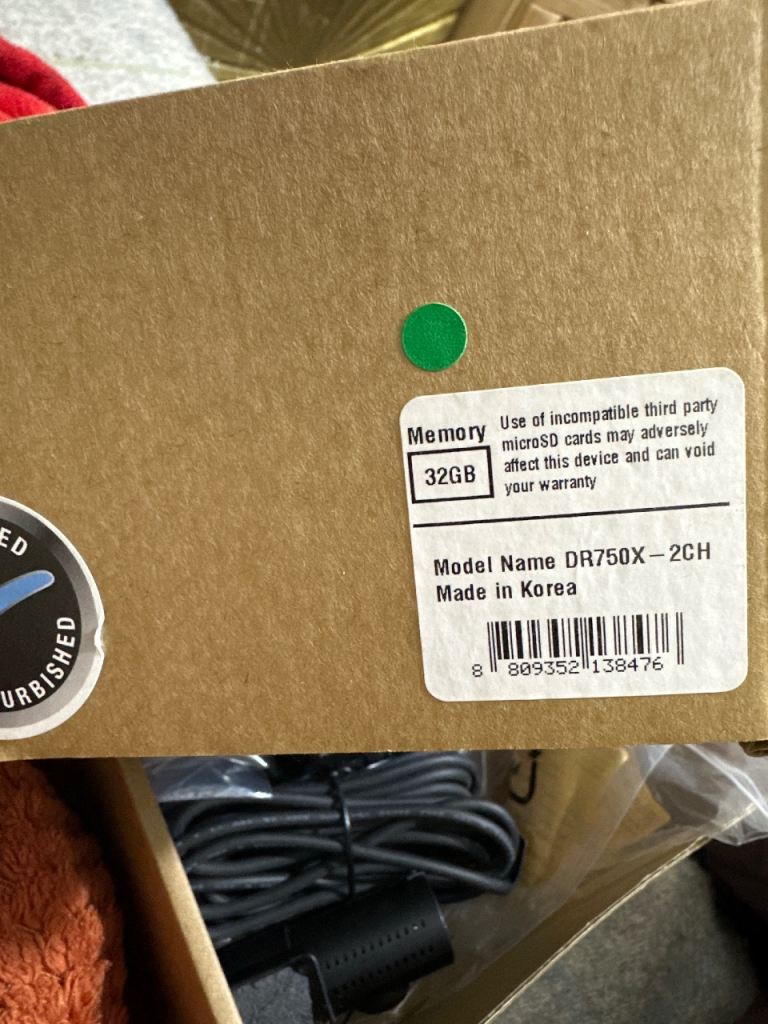 Memory
32GB
Use of incompatible third party
microSD cards may adversely
affect this device and can void
your warranty
Model Name DR750X-2CH
Made in Korea
8 809352 138476
ED
URBISHED